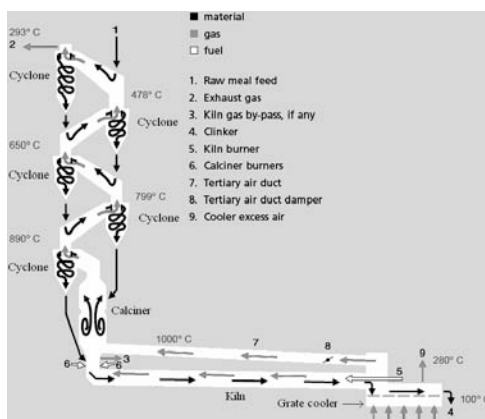 293° C
2
1
Cyclone
478° C
Cyclone
650° C
Cyclone
799° C
Cyclone
890° C
Cyclone
Calciner
material
gas
fuel
1. Raw meal feed
2. Exhaust gas
3. Kiln gas by-pass, if any
4. Clinker
5. Kiln burner
6. Calciner burners
7. Tertiary air duct
8. Tertiary air duct damper
9. Cooler excess air
1000° C
7
8
9
280° C
6
6
3
5
Kiln
Grate cooler
100° C
4